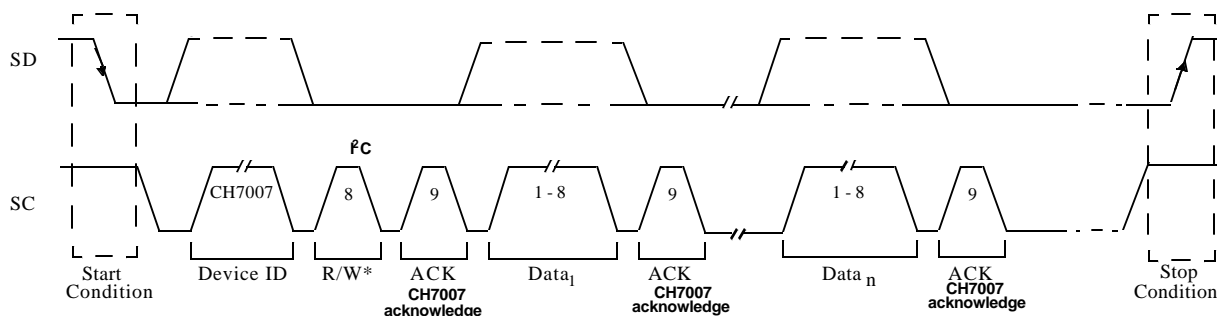 SD
I²C
SC
CH7007
8
9
1 - 8
9
1 - 8
9
Start
Condition
Device ID
R/W*
ACK
CH7007
acknowledge
Data1
ACK
CH7007
acknowledge
Data n
ACK
CH7007
acknowledge
Stop
Condition